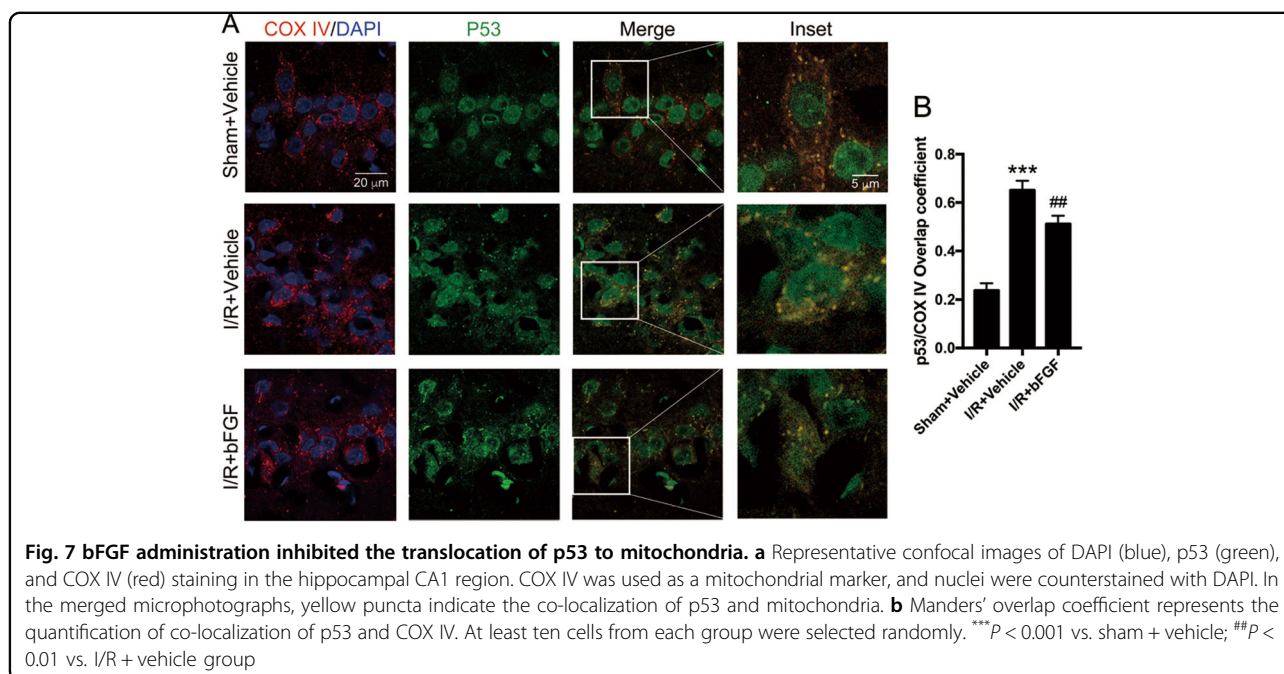 A
COX IV/DAPI
P53
Merge
Inset
Sham+Vehicle
20 μm
5 μm
I/R+Vehicle
I/R+bFGF
B
p53/COX IV Overlap coefficient
0.8
0.6
0.4
0.2
0.0
***
##
Sham+Vehicle
I/R+Vehicle
I/R+bFGF
Fig. 7 bFGF administration inhibited the translocation of p53 to mitochondria. a Representative confocal images of DAPI (blue), p53 (green),
and COX IV (red) staining in the hippocampal CA1 region. COX IV was used as a mitochondrial marker, and nuclei were counterstained with DAPI. In
the merged microphotographs, yellow puncta indicate the co-localization of p53 and mitochondria. b Manders' overlap coefficient represents the
quantification of co-localization of p53 and COX IV. At least ten cells from each group were selected randomly. ***P < 0.001 vs. sham + vehicle; ##P <
0.01 vs. I/R + vehicle group